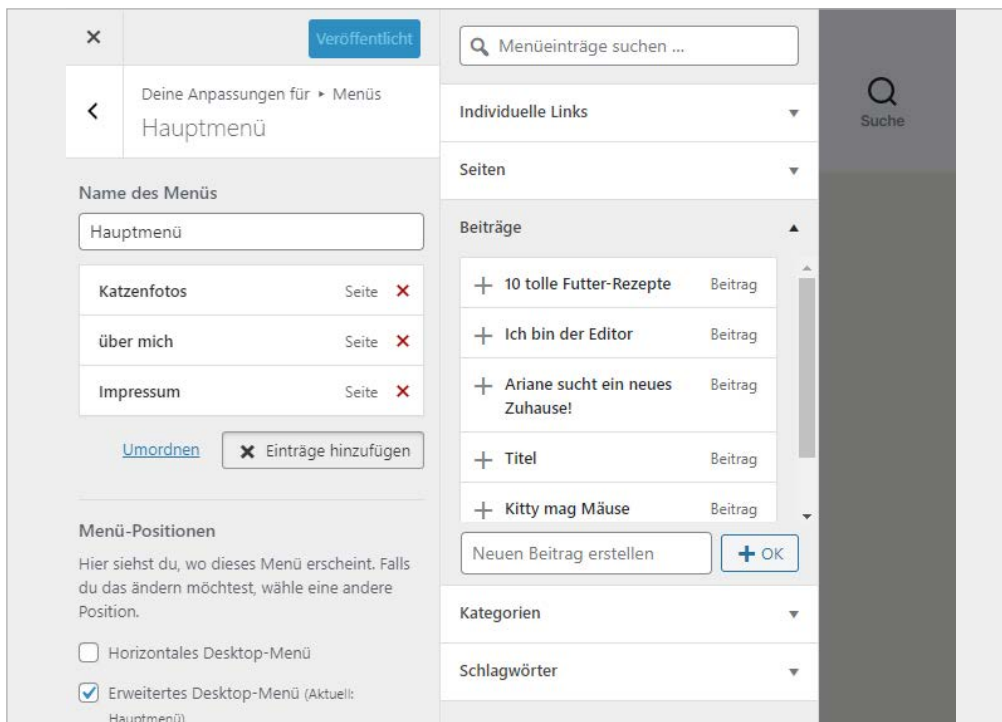 Veröffentlicht
Deine Anpassungen für ▸ Menüs
Hauptmenü
Name des Menüs
Hauptmenü
Katzenfotos Seite
über mich Seite
Impressum Seite
Umordnen Einträge hinzufügen
Menü-Positionen
Hier siehst du, wo dieses Menü erscheint. Falls
du das ändern möchtest, wähle eine andere
Position.
Horizontales Desktop-Menü
Erweitertes Desktop-Menü (Aktuell:
Hauptmenü)
Menüeinträge suchen ...
Individuelle Links
Seiten
Beiträge
10 tolle Futter-Rezepte Beitrag
Ich bin der Editor Beitrag
Ariane sucht ein neues Beitrag
Zuhause!
Titel Beitrag
Kitty mag Mäuse Beitrag
Neuen Beitrag erstellen + OK
Kategorien
Schlagwörter
Suche